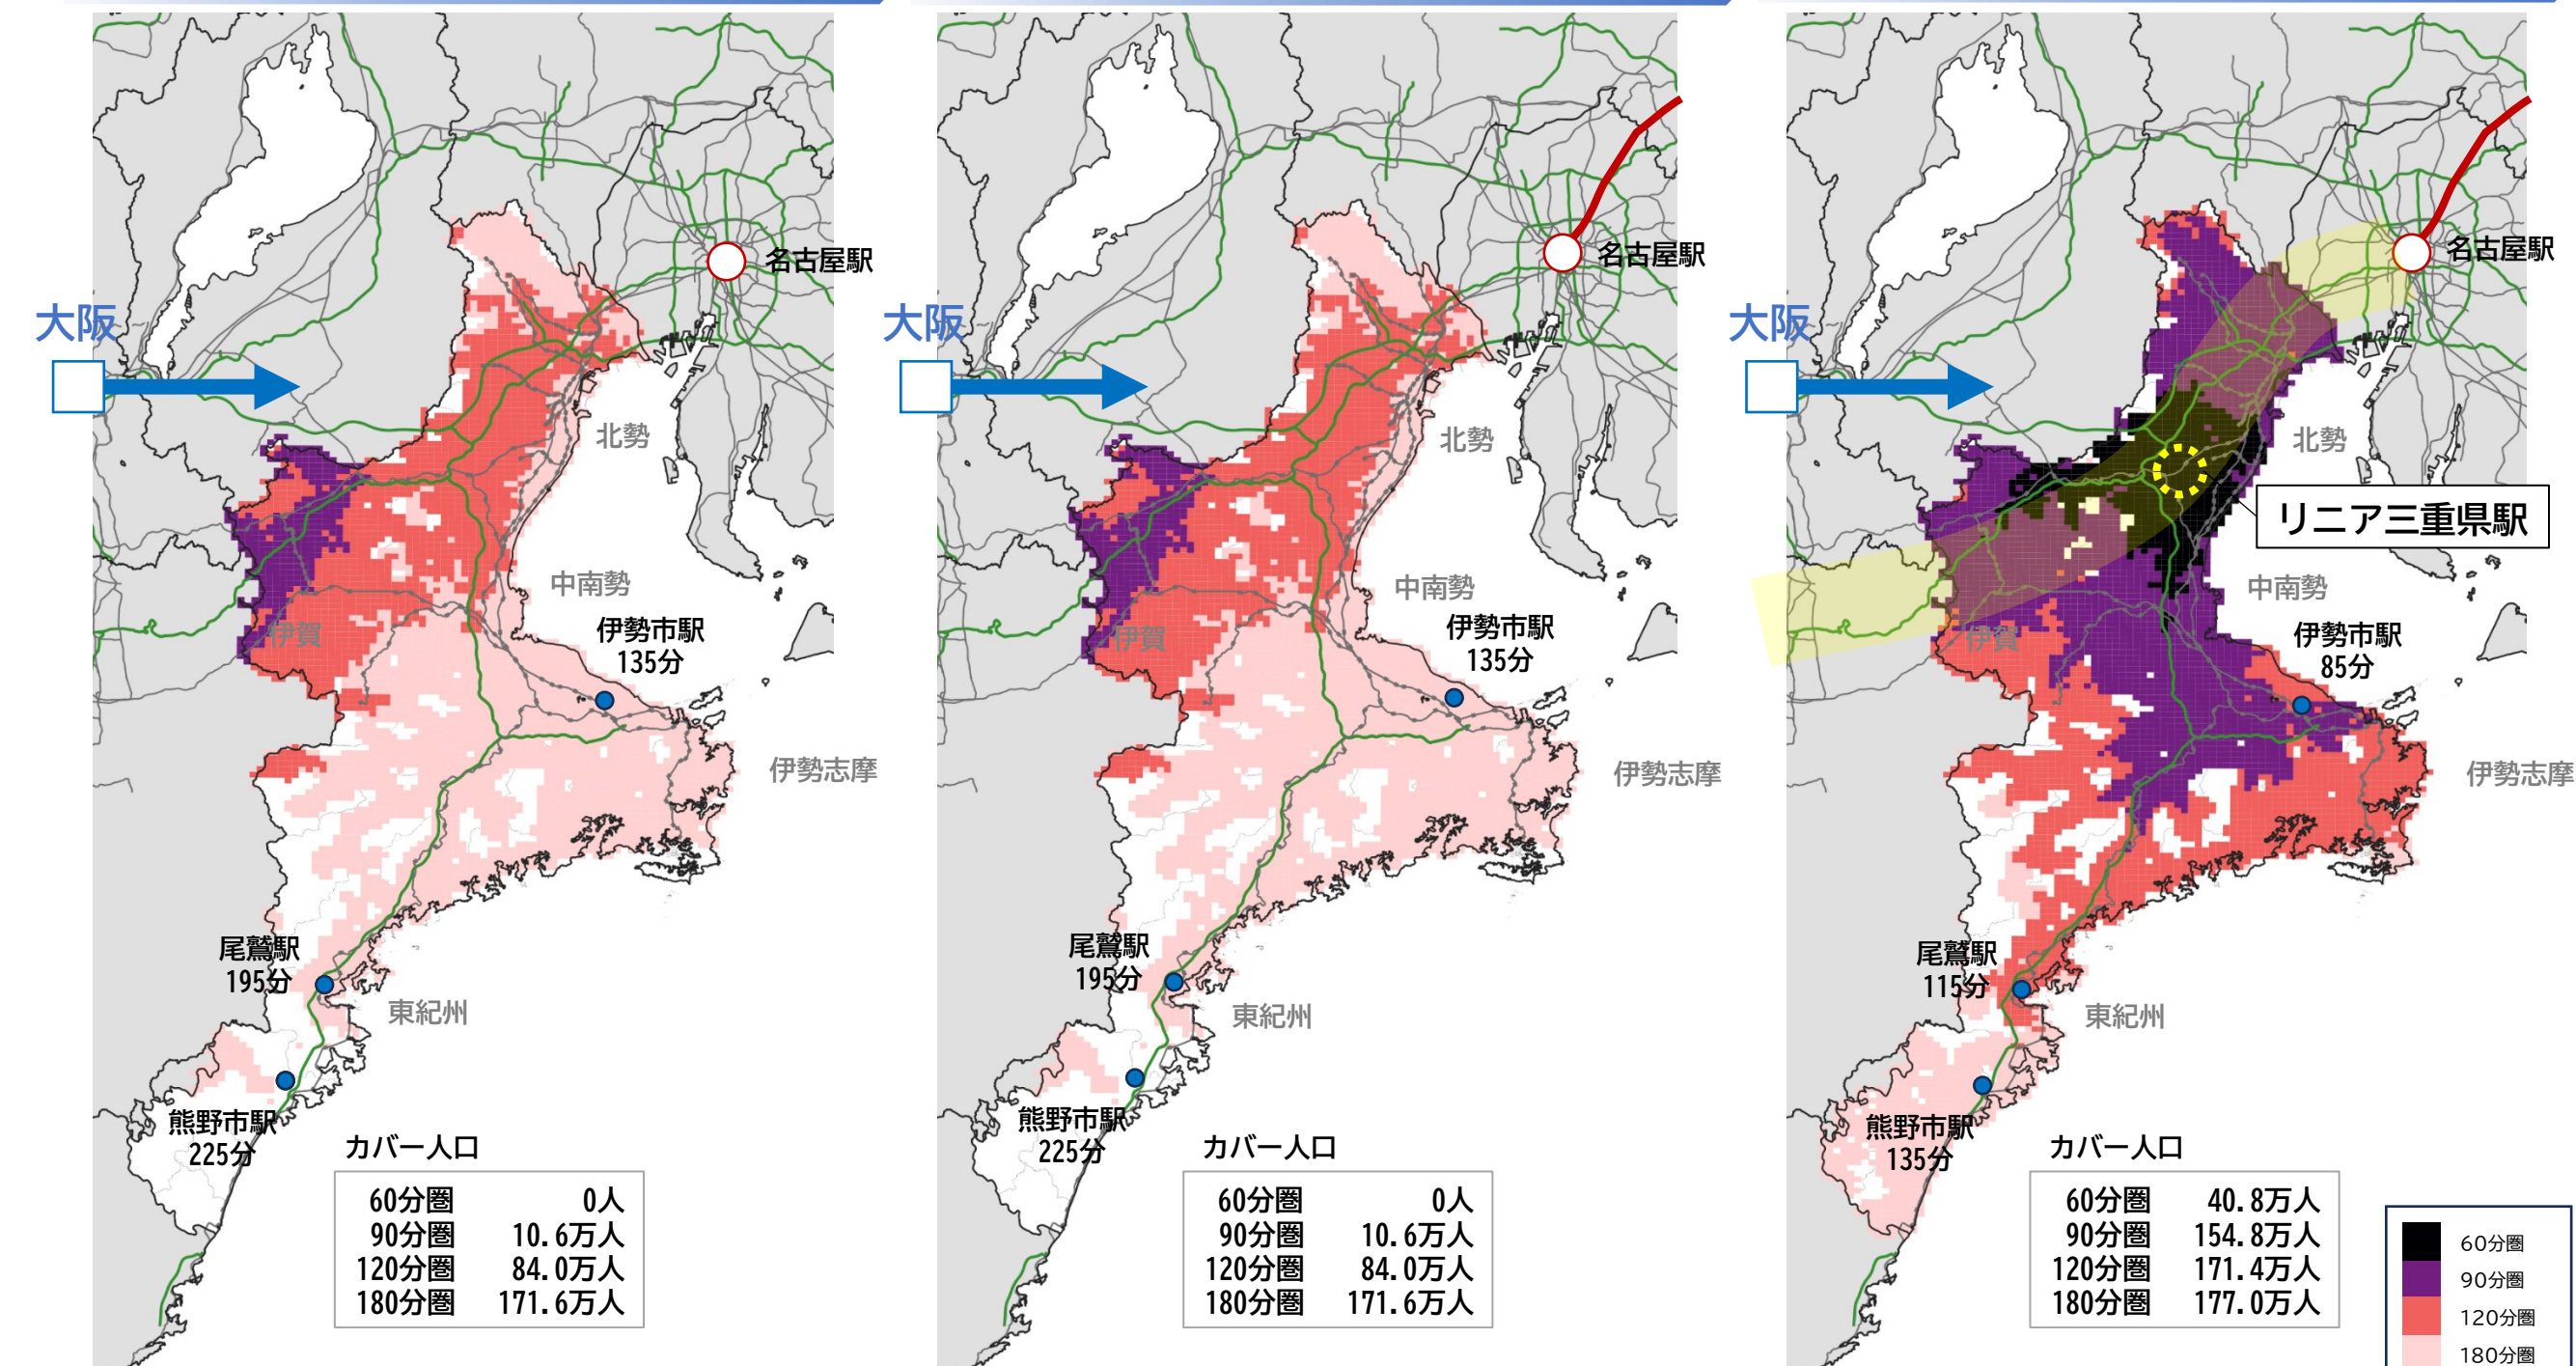 大阪
名古屋駅
北勢
中南勢
伊賀
伊勢市駅
135分
伊勢志摩
尾鷲駅
195分
東紀州
熊野市駅
225分
カバー人口
60分圏 0人
90分圏 10.6万人
120分圏 84.0万人
180分圏 171.6万人
大阪
名古屋駅
北勢
中南勢
伊賀
伊勢市駅
135分
伊勢志摩
尾鷲駅
195分
東紀州
熊野市駅
225分
カバー人口
60分圏 0人
90分圏 10.6万人
120分圏 84.0万人
180分圏 171.6万人
大阪
名古屋駅
北勢
リニア三重県駅
中南勢
伊賀
伊勢市駅
85分
伊勢志摩
尾鷲駅
115分
東紀州
熊野市駅
135分
カバー人口
60分圏 40.8万人
90分圏 154.8万人
120分圏 171.4万人
180分圏 177.0万人
60分圏
90分圏
120分圏
180分圏